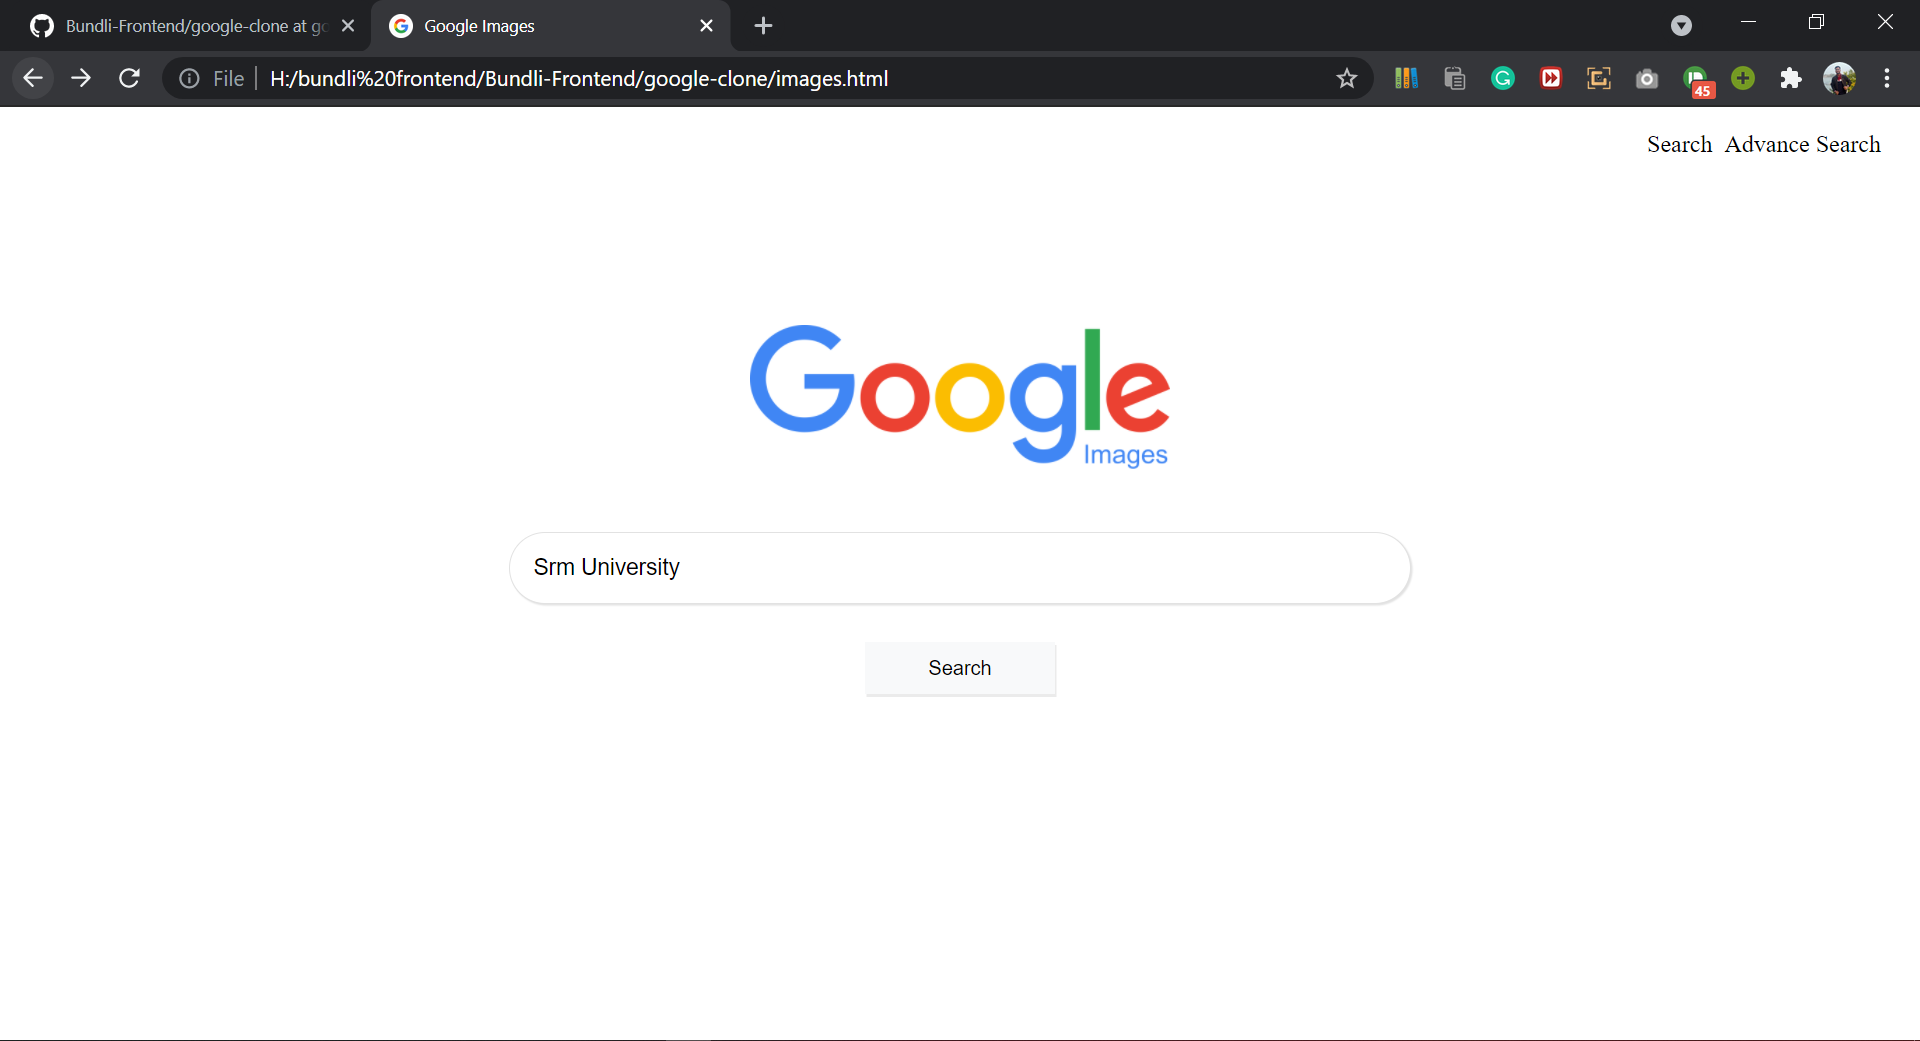 Bundli-Frontend/google-clone at go
Google Images
File
H:/bundli%20frontend/Bundli-Frontend/google-clone/images.html
45
Search Advance Search
Google
Images
Srm University
Search